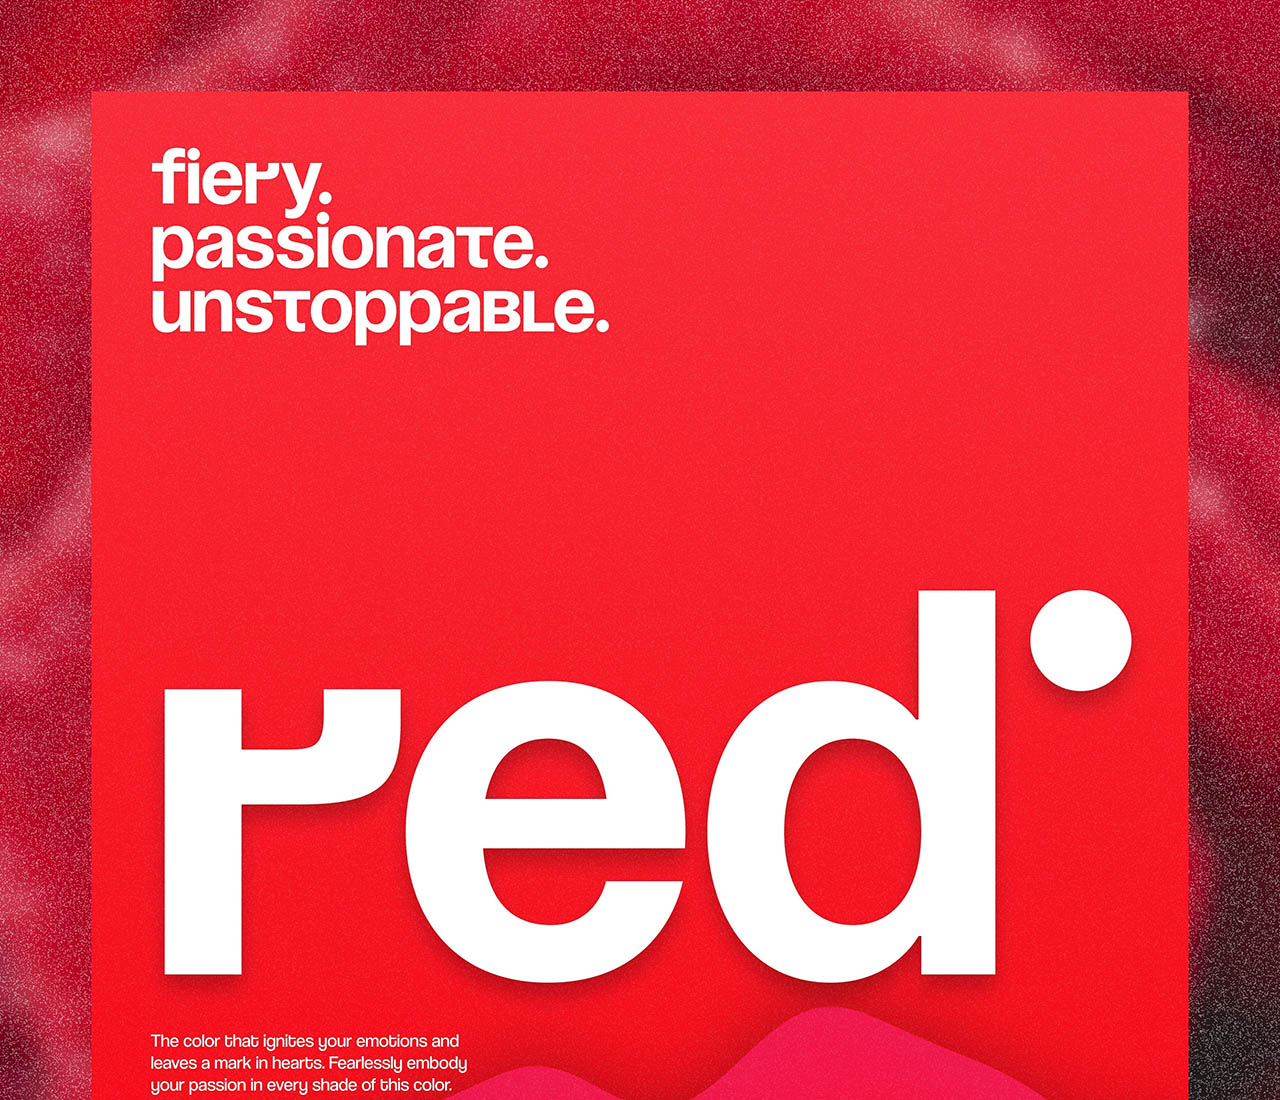 fiery.
passionate.
unstoppable.
red
The color that ignites your emotions and
leaves a mark in hearts. Fearlessly embody
your passion in every shade of this color.